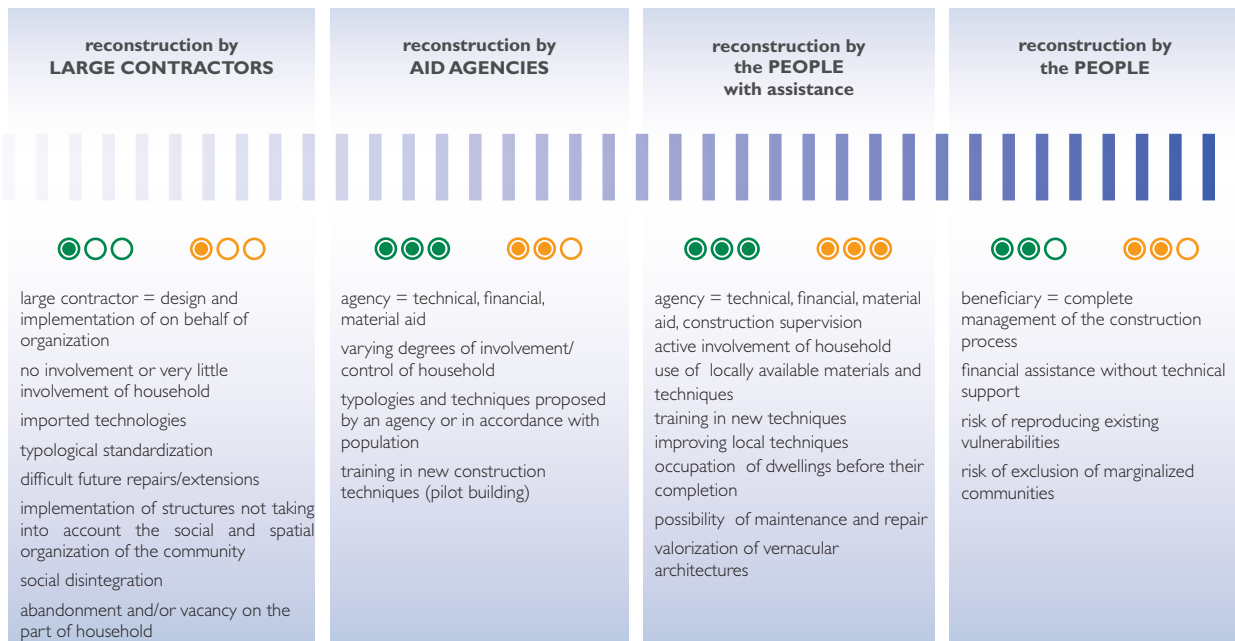 reconstruction by
LARGE CONTRACTORS
large contractor = design and
implementation of on behalf of
organization
no involvement or very little
involvement of household
imported technologies
typological standardization
difficult future repairs/extensions
implementation of structures not taking
into account the social and spatial
organization of the community
social disintegration
abandonment and/or vacancy on the
part of household
reconstruction by
AID AGENCIES
agency = technical, financial,
material aid
varying degrees of involvement/
control of household
typologies and techniques proposed
by an agency or in accordance with
population
training in new construction
techniques (pilot building)
reconstruction by
the PEOPLE
with assistance
agency = technical, financial, material
aid, construction supervision
active involvement of household
use of locally available materials and
techniques
training in new techniques
improving local techniques
occupation of dwellings before their
completion
possibility of maintenance and repair
valorization of vernacular
architectures
reconstruction by
the PEOPLE
beneficiary = complete
management of the construction
process
financial assistance without technical
support
risk of reproducing existing
vulnerabilities
risk of exclusion of marginalized
communities